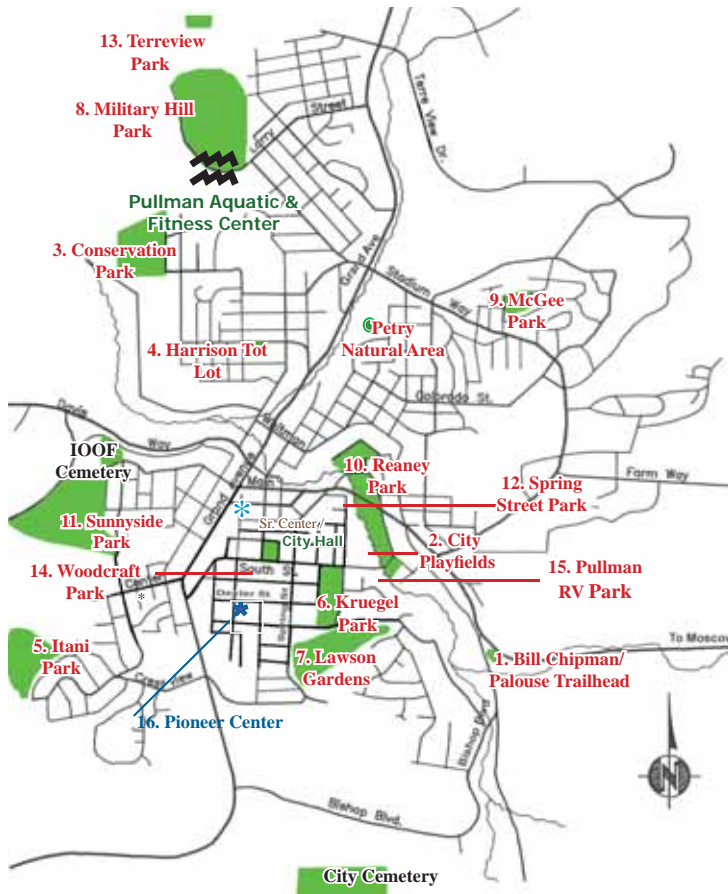 13. Terreview
Park
8. Military Hill
Park
Larry Street
Terre View Dr.
Pullman Aquatic &
Fitness Center
3. Conservation
Park
Grand Ave
Stadium Way
9. McGee
Park
Petry
Natural Area
4. Harrison Tot
Lot
Colorado St.
Davis Way
Whitman
IOOF
Cemetery
Grand Avenue
Main
10. Reaney
Park
12. Spring
Street Park
Farm Way
11. Sunnyside
Park
Sr. Center/
City Hall
2. City
Playfields
14. Woodcraft
Park
Center
South St.
15. Pullman
RV Park
Crestview
6. Kruegel
Park
5. Itani
Park
7. Lawson
Gardens
To Moscow
1. Bill Chipman/
Palouse Trailhead
16. Pioneer Center
Bishop Blvd
Bishop Blvd.
N
City Cemetery